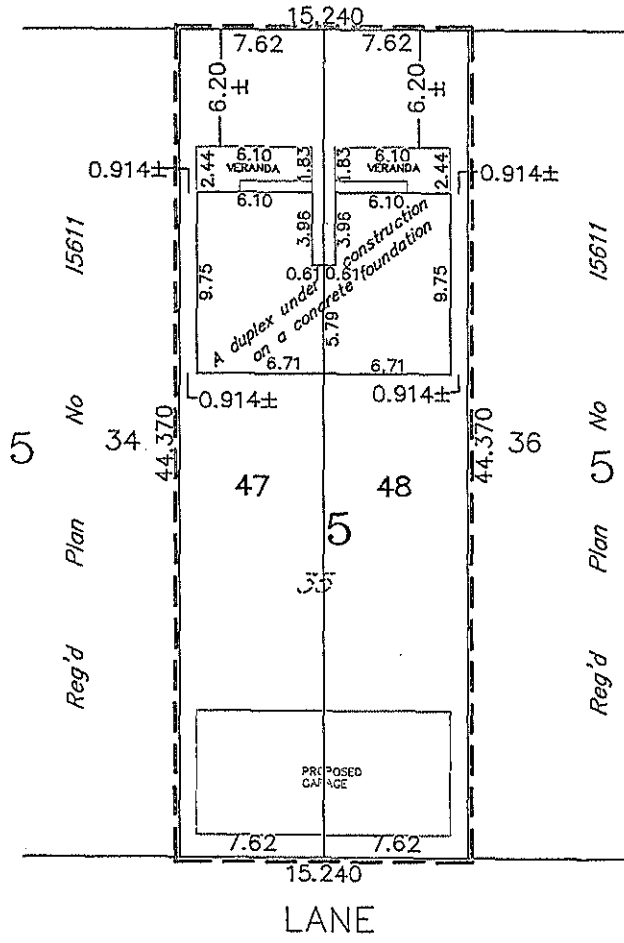 15.240
7.62 7.62
6.20 ± 6.20 ±
6.10 6.10
VERANDA VERANDA
2.44 1.83 1.83 2.44
0.914± 0.914±
6.10 6.10
3.96 3.96
15611 15611
9.75 9.75
0.61 0.61
A duplex under construction
on a concrete foundation
5.79
6.71 6.71
0.914± 0.914±
No No
5 34 44.370 44.370 36 5
47 48
5
Plan Plan
35
Reg'd Reg'd
PROPOSED
GARAGE
7.62 7.62
15.240
LANE